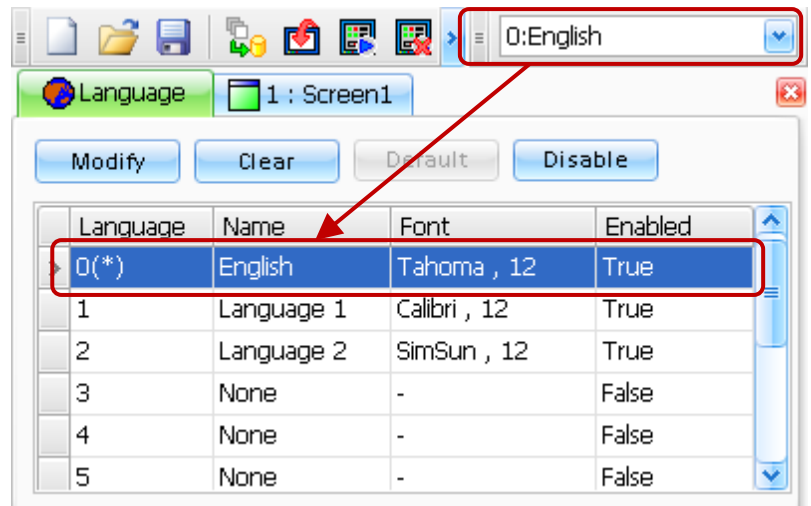 0:English
Language 1 : Screen1
Modify Clear Default Disable
Language Name Font Enabled
0(*) English Tahoma , 12 True
1 Language 1 Calibri , 12 True
2 Language 2 SimSun , 12 True
3 None - False
4 None - False
5 None - False